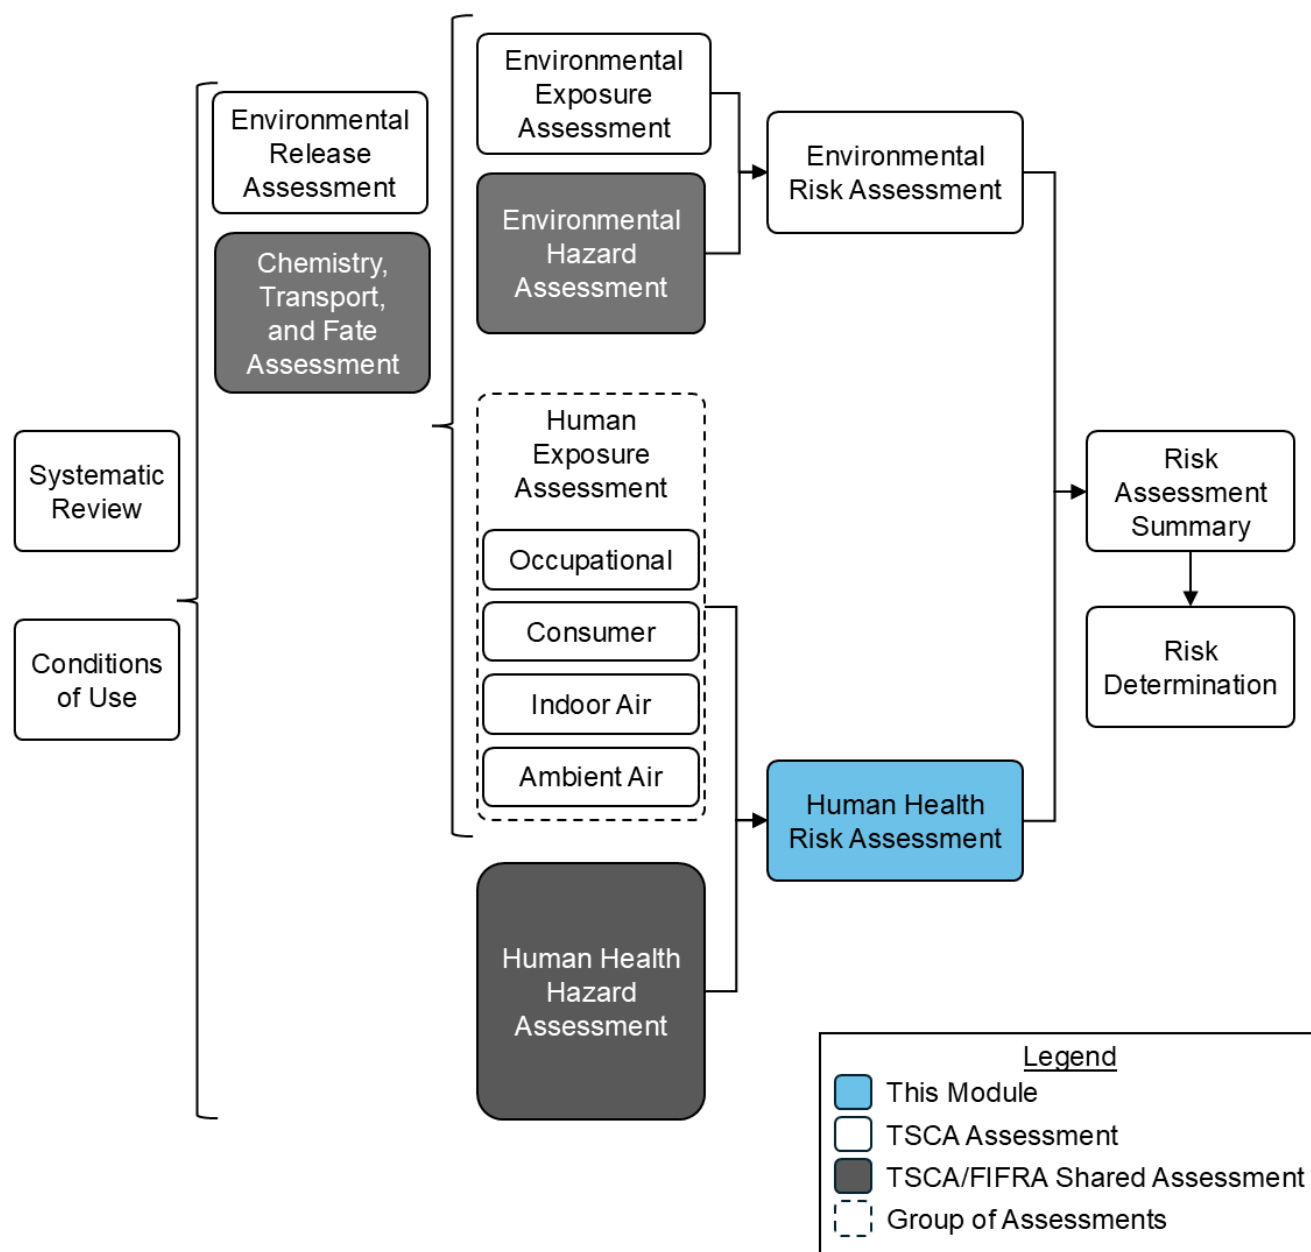 Systematic
Review
Conditions
of Use
Environmental
Release
Assessment
Chemistry,
Transport,
and Fate
Assessment
Environmental
Exposure
Assessment
Environmental
Hazard
Assessment
Human
Exposure
Assessment
Occupational
Consumer
Indoor Air
Ambient Air
Human Health
Hazard
Assessment
Environmental
Risk Assessment
Human Health
Risk Assessment
Risk
Assessment
Summary
Risk
Determination
Legend
This Module
TSCA Assessment
TSCA/FIFRA Shared Assessment
Group of Assessments